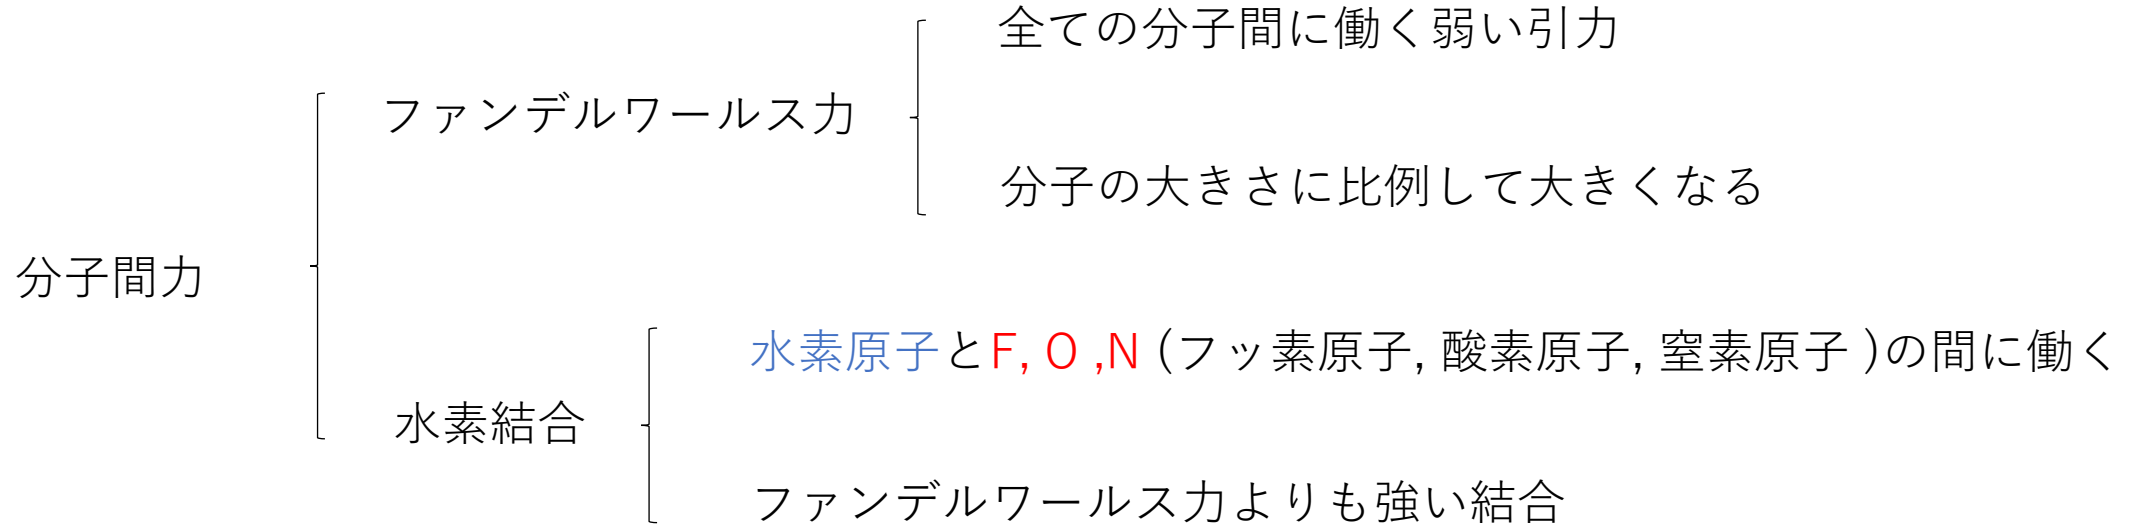 全ての分子間に働く弱い引力
ファンデルワールス力
分子の大きさに比例して大きくなる
分子間力
水素原子とF, O ,N (フッ素原子, 酸素原子, 窒素原子 )の間に働く
水素結合
ファンデルワールス力よりも強い結合